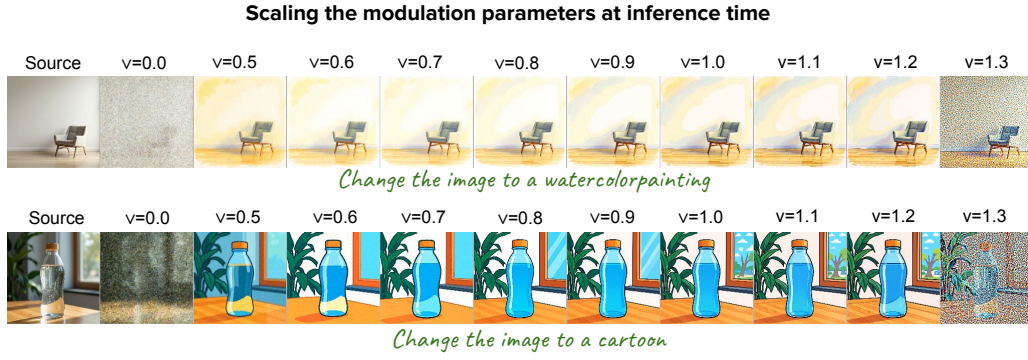 Scaling the modulation parameters at inference time
Source v=0.0 v=0.5 v=0.6 v=0.7 v=0.8 v=0.9 v=1.0 v=1.1 v=1.2 v=1.3
Change the image to a watercolorpainting
Source v=0.0 v=0.5 v=0.6 v=0.7 v=0.8 v=0.9 v=1.0 v=1.1 v=1.2 v=1.3
Change the image to a cartoon